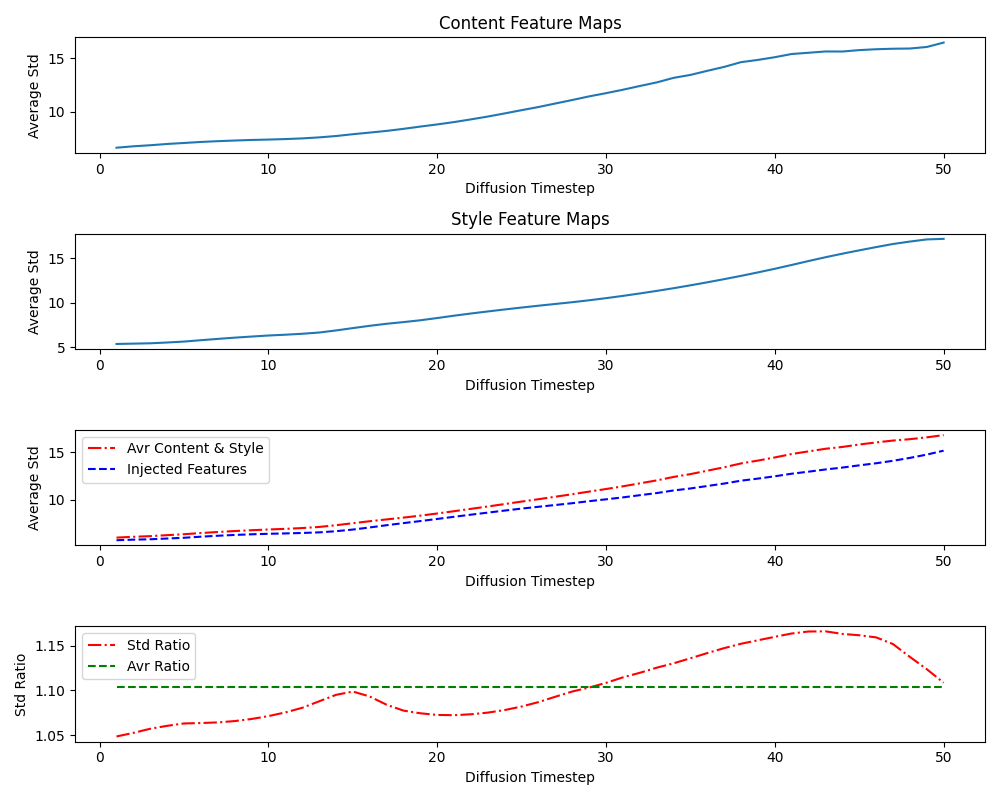 Content Feature Maps
15
10
Average Std
0 10 20 30 40 50
Diffusion Timestep
Style Feature Maps
15
10
5
Average Std
0 10 20 30 40 50
Diffusion Timestep
15
10
Average Std
Avr Content & Style
Injected Features
0 10 20 30 40 50
Diffusion Timestep
1.15
1.10
1.05
Std Ratio
Std Ratio
Avr Ratio
0 10 20 30 40 50
Diffusion Timestep